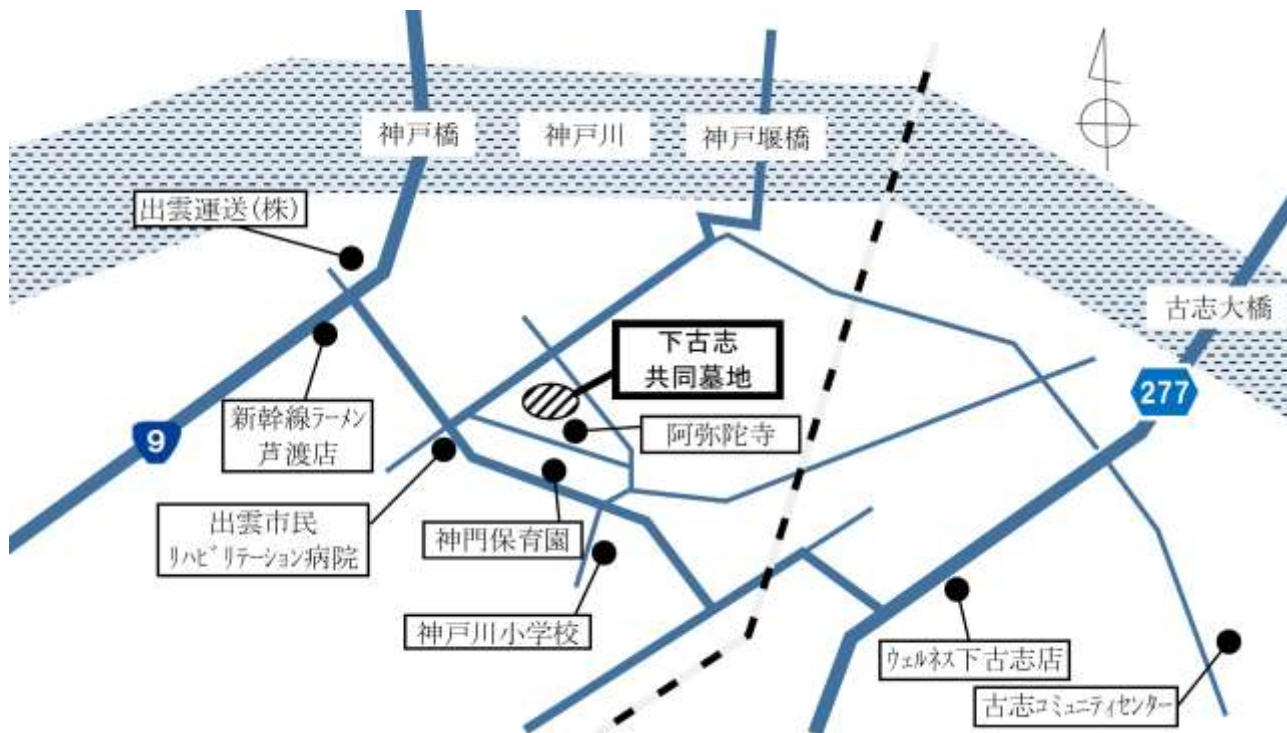 神戸橋
神戸川
神戸堰橋
出雲運送(株)
古志大橋
下古志
共同墓地
277
新幹線ラーメン
芦渡店
9
阿弥陀寺
出雲市民
リハビリテーション病院
神門保育園
神戸川小学校
ウェルネス下古志店
古志コミュニティセンター